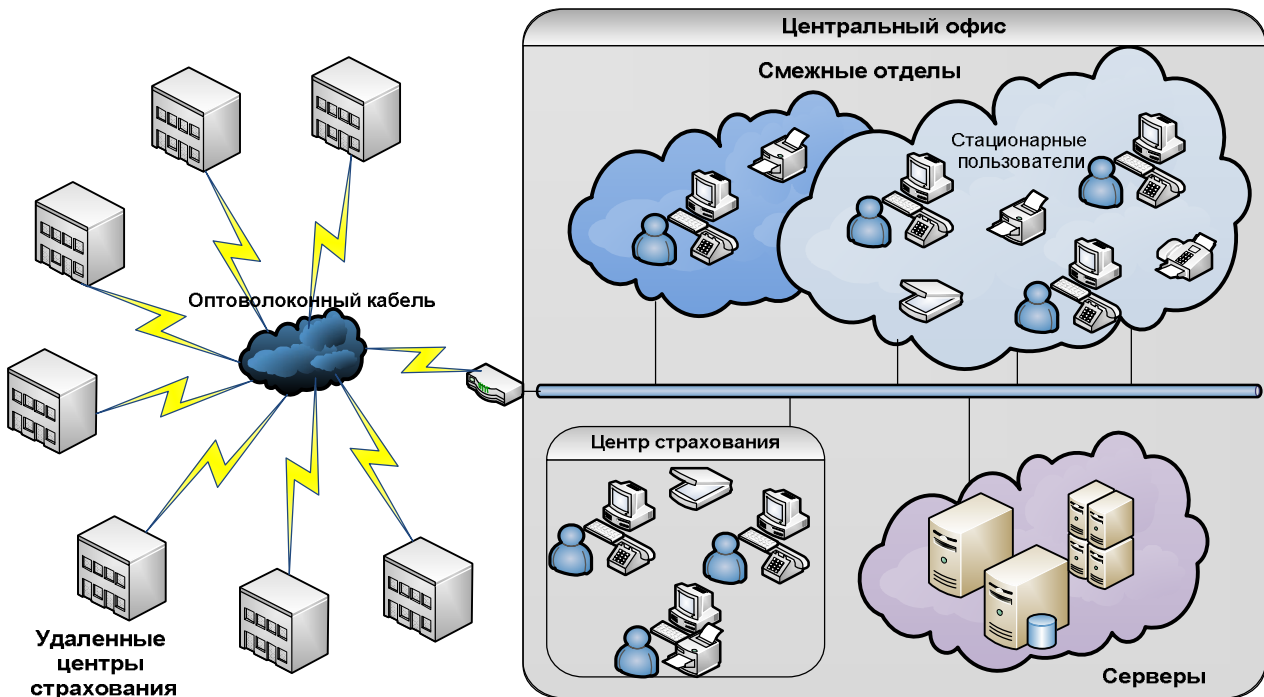 Центральный офис
Смежные отделы
Стационарные
пользователи
Оптоволоконный кабель
Центр страхования
Удаленные
центры
страхования
Серверы